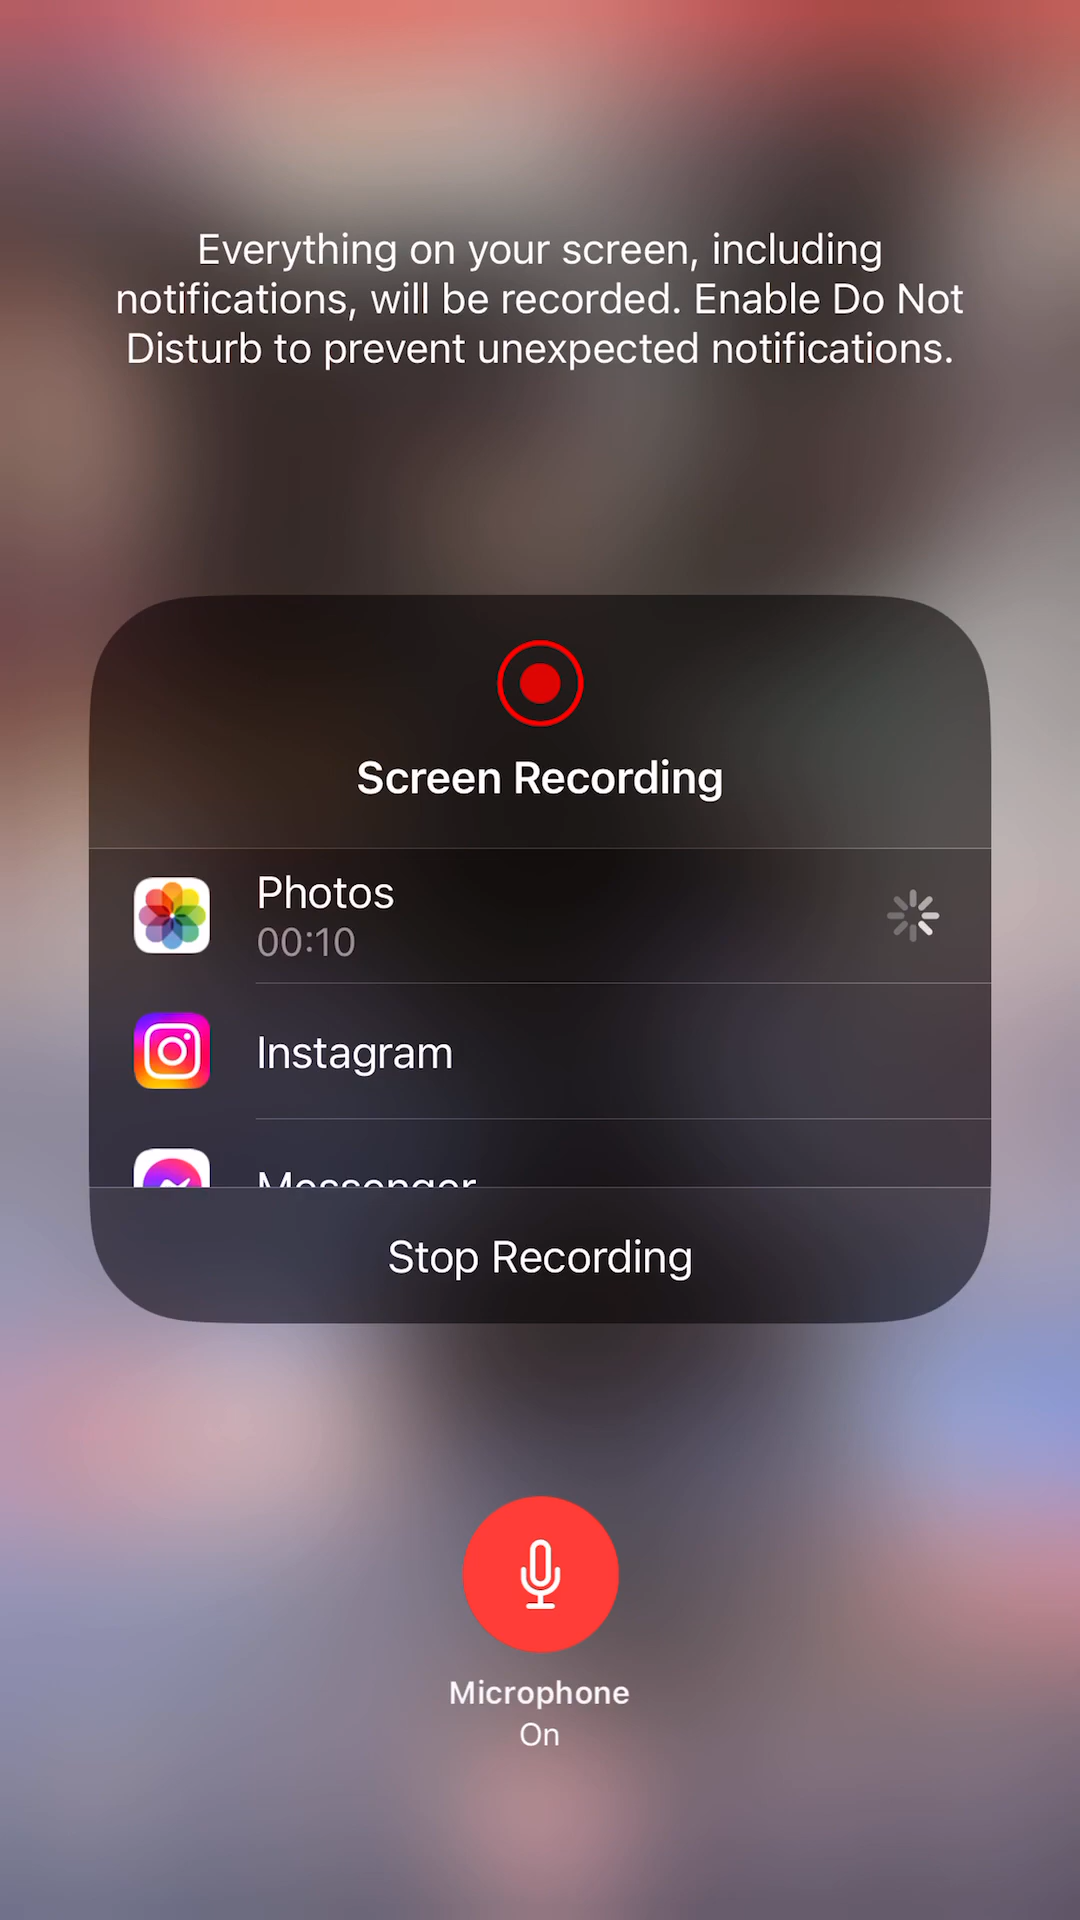 Everything on your screen, including
notifications, will be recorded. Enable Do Not
Disturb to prevent unexpected notifications.
Screen Recording
Photos
00:10
Instagram
Messenger
Stop Recording
Microphone
On